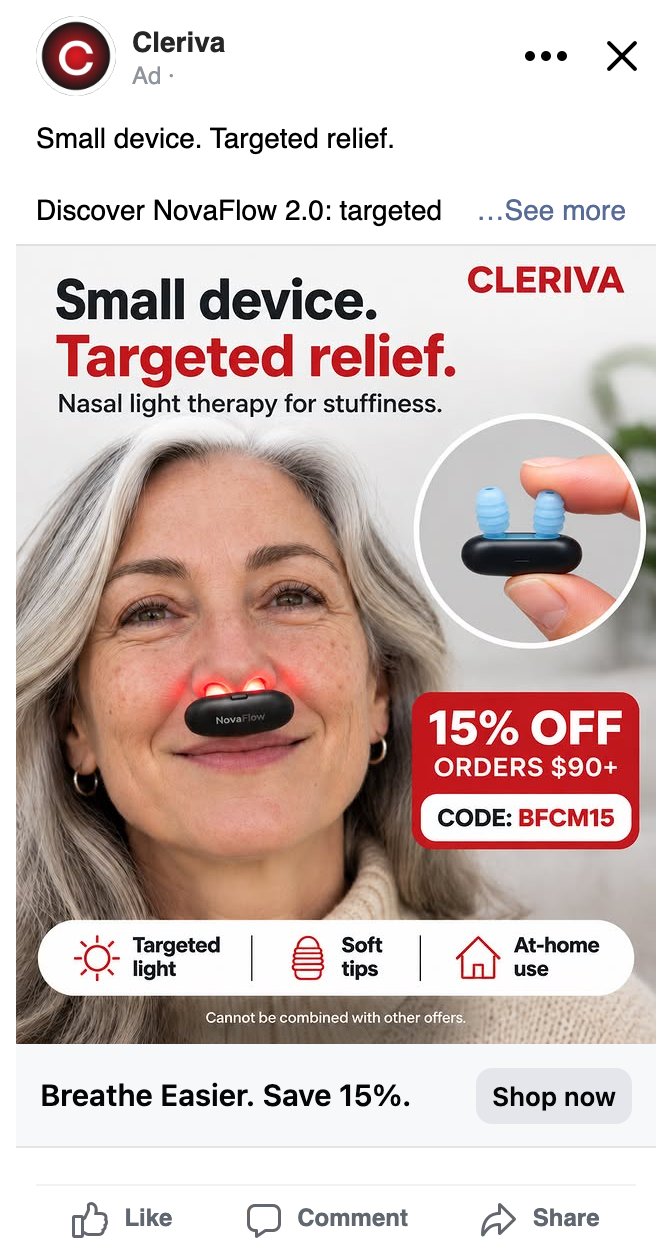 C
Cleriva
Ad ·
Small device. Targeted relief.
Discover NovaFlow 2.0: targeted ...See more
CLERIVA
Small device.
Targeted relief.
Nasal light therapy for stuffiness.
NovaFlow
15% OFF
ORDERS $90+
CODE: BFCM15
Targeted
light
Soft
tips
At-home
use
Cannot be combined with other offers.
Breathe Easier. Save 15%.
Shop now
Like
Comment
Share